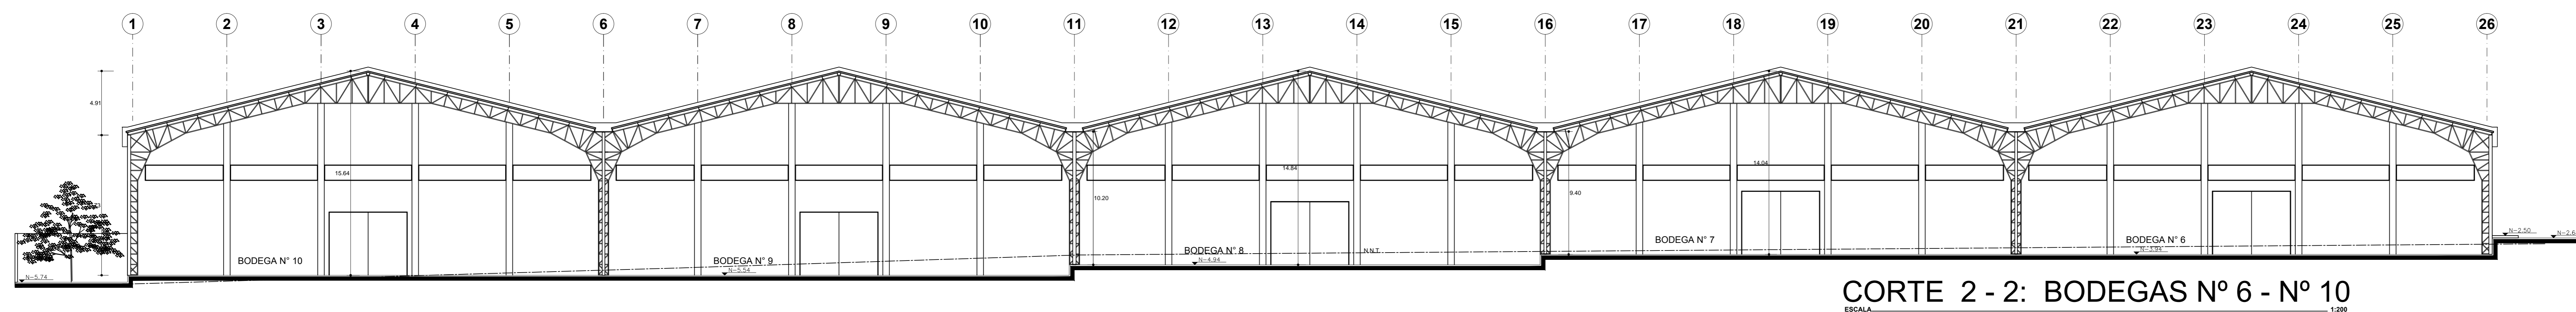 1 2 3 4 5 6 7 8 9 10 11 12 13 14 15 16 17 18 19 20 21 22 23 24 25 26
4.91
15.64
14.84
14.04
10.20
9.40
BODEGA N° 10
BODEGA N° 9
BODEGA N° 8
BODEGA N° 7
BODEGA N° 6
N.N.T.
N-5.74
N-5.54
N-4.94
N-3.94
N-2.50
CORTE 2 - 2: BODEGAS Nº 6 - Nº 10
ESCALA 1:200